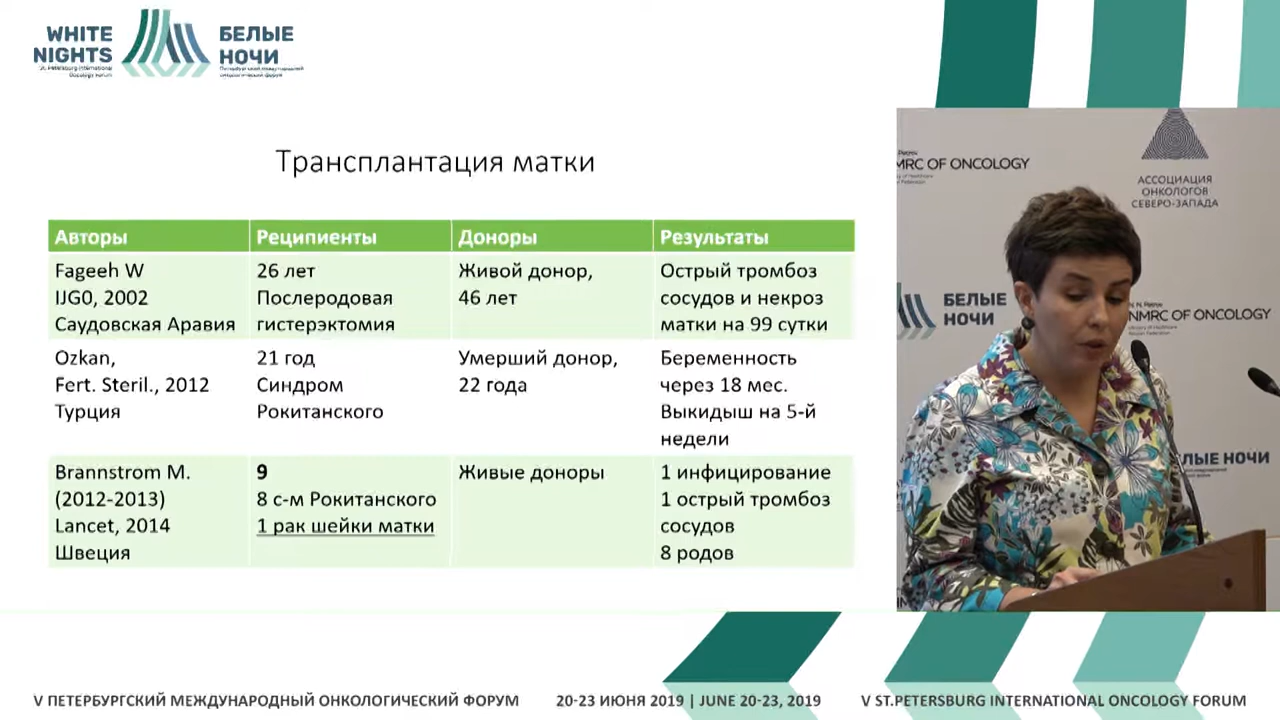 WHITE
NIGHTS
St. Petersburg International
Oncology Forum
БЕЛЫЕ
НОЧИ
Петербургский международный
онкологический форум
Трансплантация матки
Авторы
Реципиенты
Доноры
Результаты
Fageeh W
IJG0, 2002
Саудовская Аравия
26 лет
Послеродовая
гистерэктомия
Живой донор,
46 лет
Острый тромбоз
сосудов и некроз
матки на 99 сутки
Ozkan,
Fert. Steril., 2012
Турция
21 год
Синдром
Рокитанского
Умерший донор,
22 года
Беременность
через 18 мес.
Выкидыш на 5-й
недели
Brannstrom M.
(2012-2013)
Lancet, 2014
Швеция
9
8 с-м Рокитанского
1 рак шейки матки
Живые доноры
1 инфицирование
1 острый тромбоз
сосудов
8 родов
MRC OF ONCOLOGY
АССОЦИАЦИЯ
ОНКОЛОГОВ
СЕВЕРО-ЗАПАДА
БЕЛЫЕ
НОЧИ
NMRC OF ONCOLOGY
ЛЫЕ НОЧИ
NMRC OF ONCOLOGY
V ПЕТЕРБУРГСКИЙ МЕЖДУНАРОДНЫЙ ОНКОЛОГИЧЕСКИЙ ФОРУМ
20-23 ИЮНЯ 2019 | JUNE 20-23, 2019
V ST.PETERSBURG INTERNATIONAL ONCOLOGY FORUM